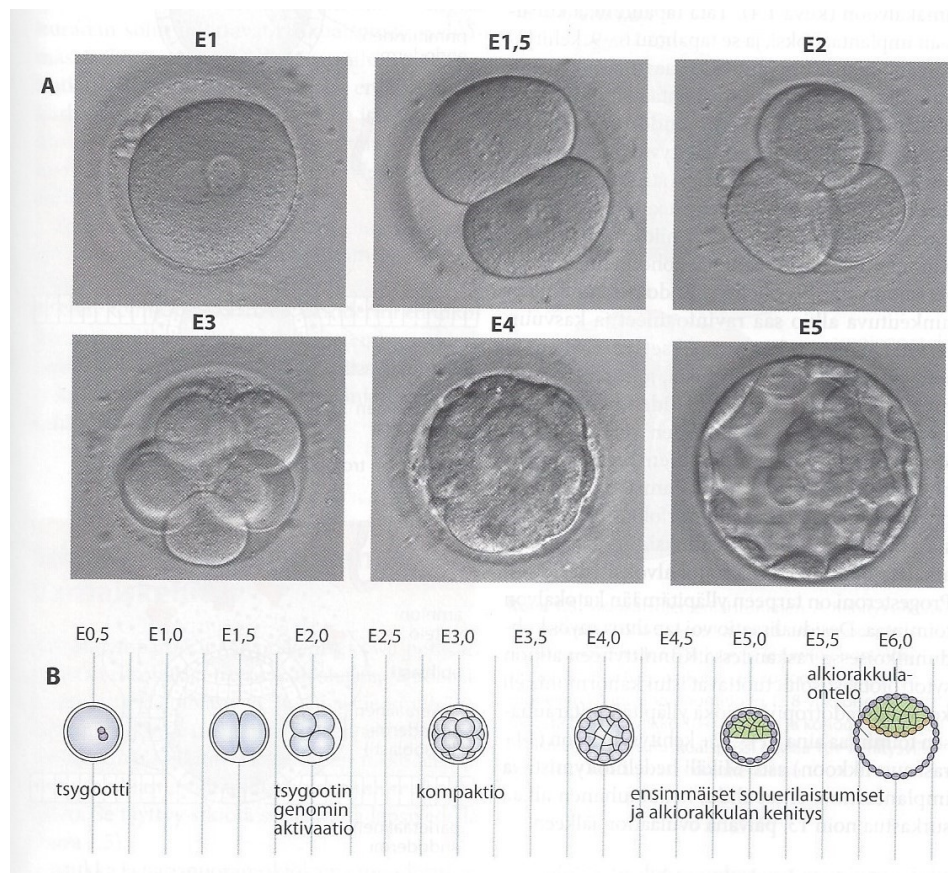 E1
E1,5
E2
A
E3
E4
E5
E0,5 E1,0 E1,5 E2,0 E2,5 E3,0 E3,5 E4,0 E4,5 E5,0 E5,5 E6,0
B
alkiorakkula-
ontelo
tsygootti
tsygootin
genomin
aktivaatio
kompaktio
ensimmäiset soluerilaistumiset
ja alkiorakkulan kehitys